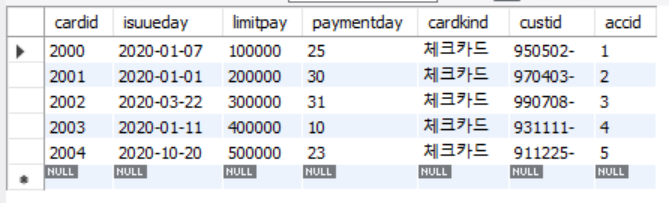 cardid isuueday limitpay paymentday cardkind custid accid
2000 2020-01-07 100000 25 체크카드 950502- 1
2001 2020-01-01 200000 30 체크카드 970403- 2
2002 2020-03-22 300000 31 체크카드 990708- 3
2003 2020-01-11 400000 10 체크카드 931111- 4
2004 2020-10-20 500000 23 체크카드 911225- 5
NULL NULL NULL NULL NULL NULL NULL